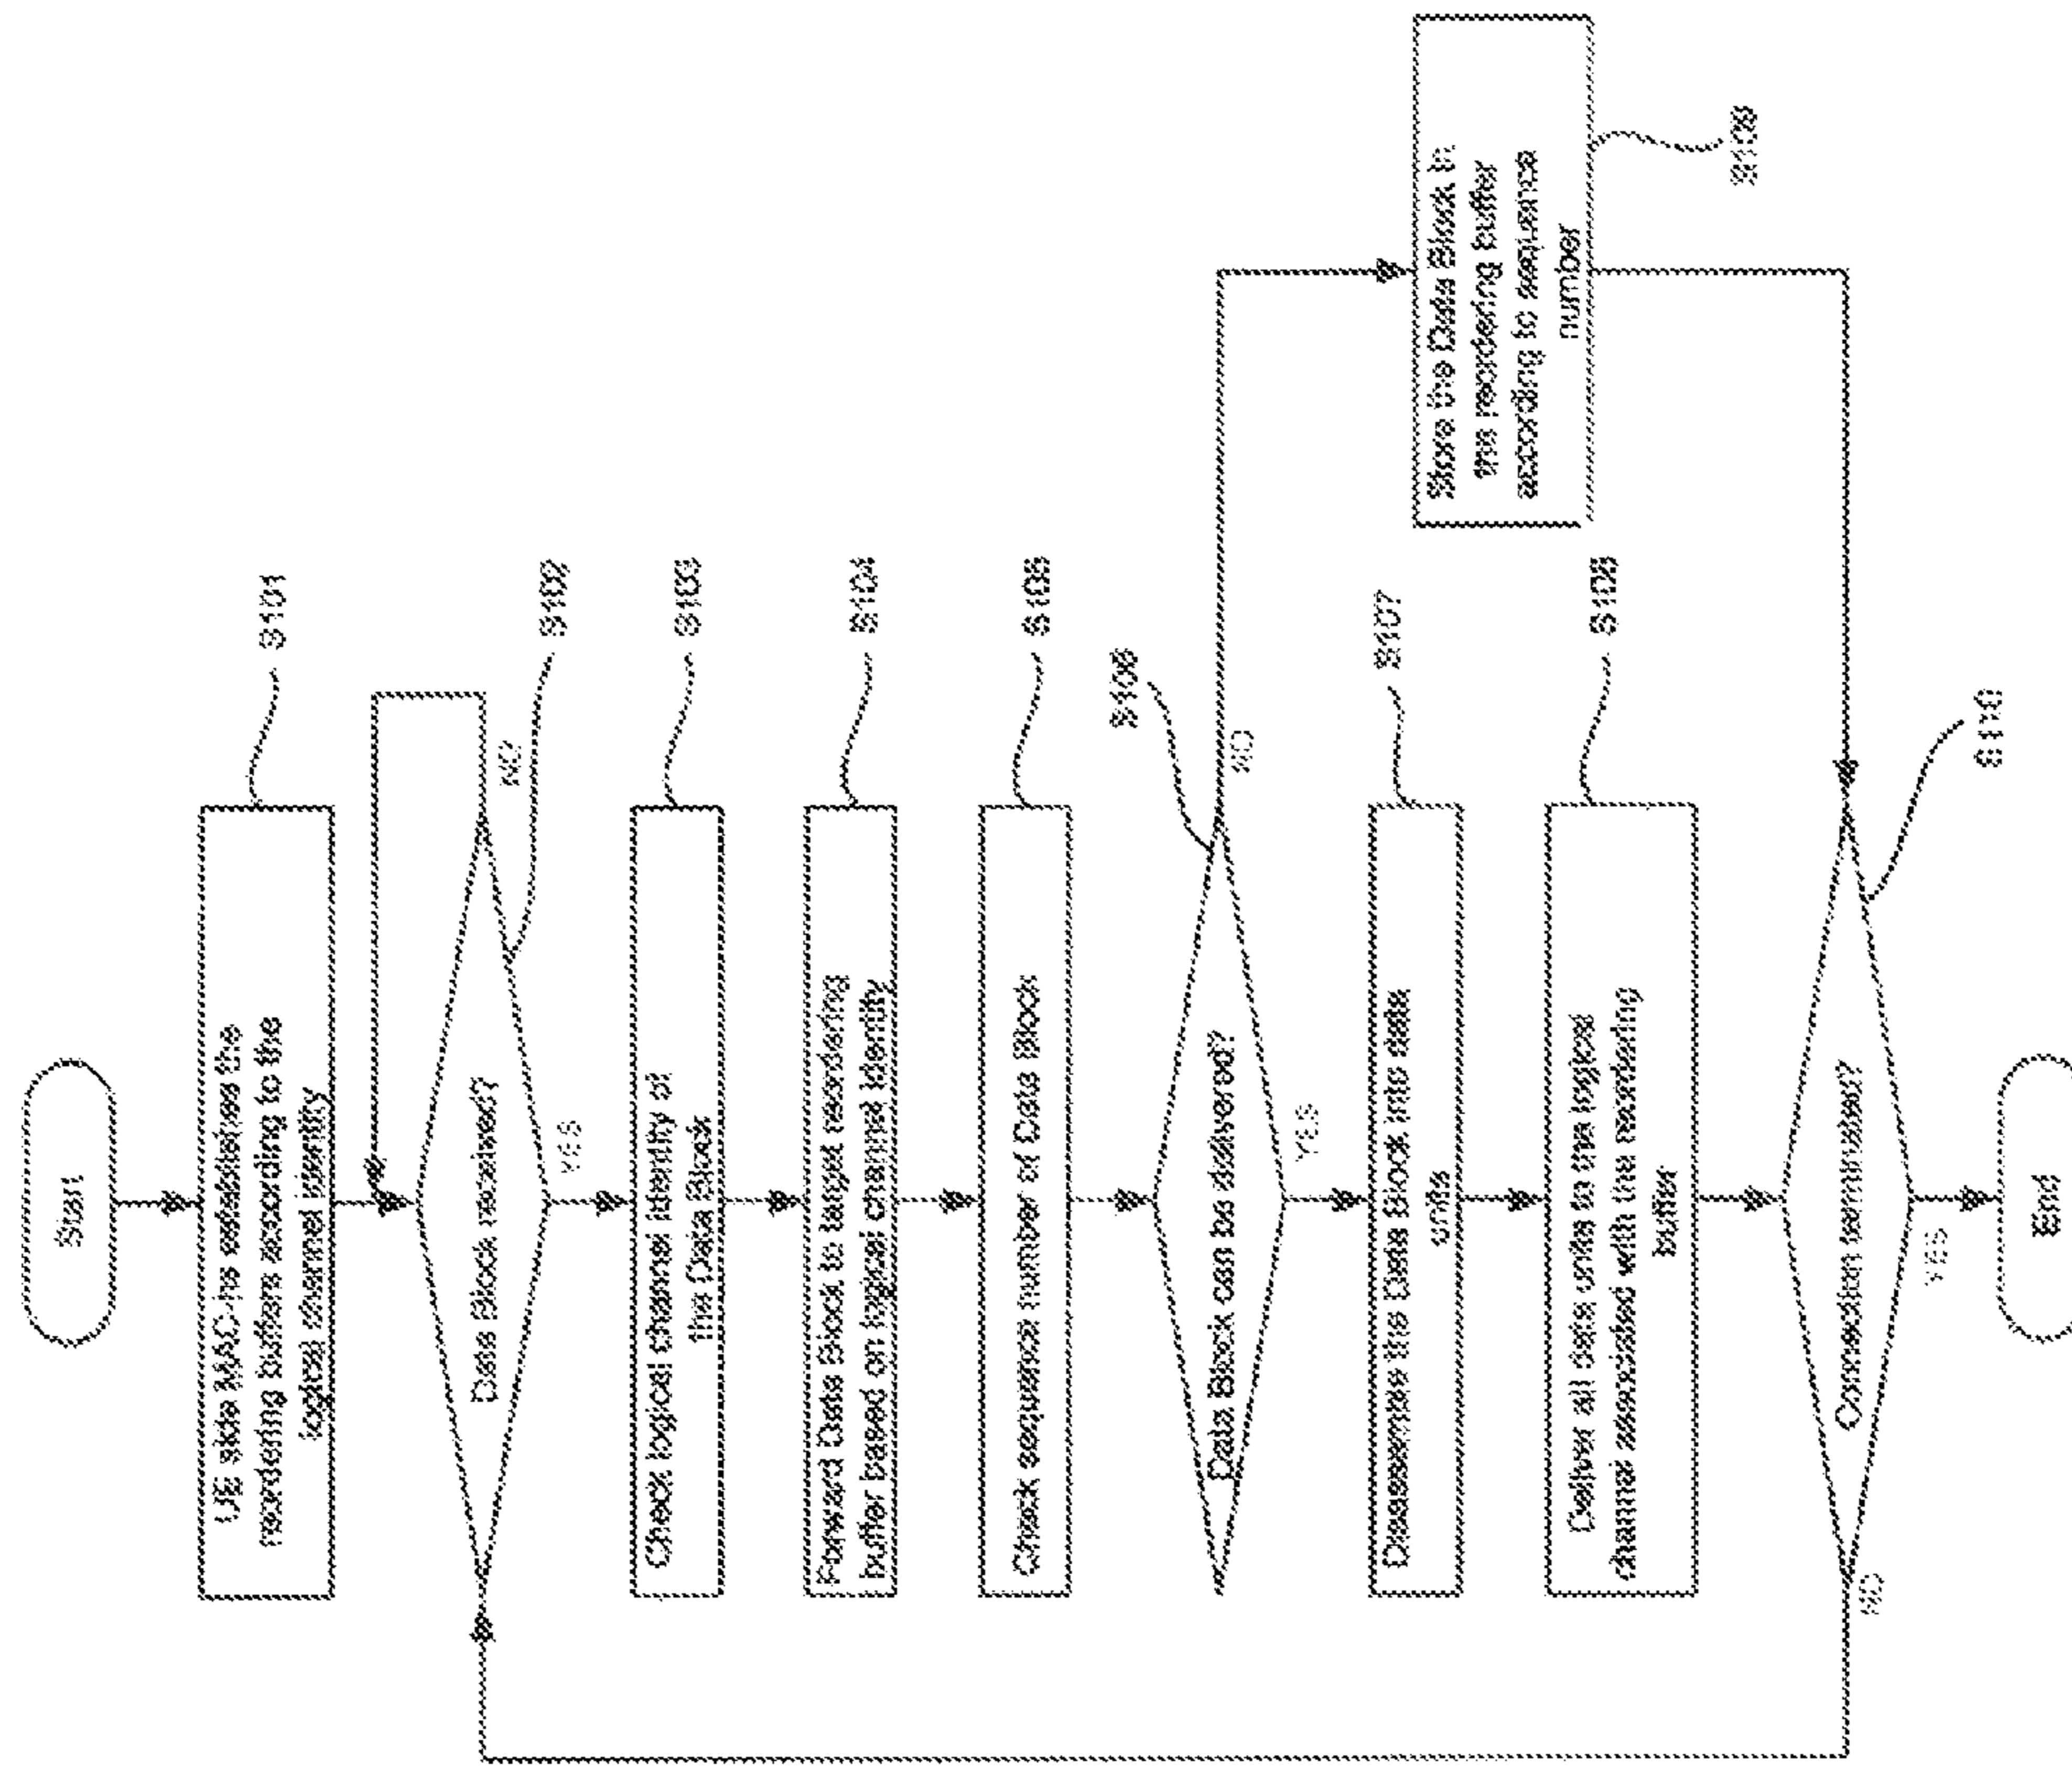 Start
UE side MAC-hs establishes the
reordering buffers according to the
logical channel identity
S101
Data Block received?
NO
S102
YES
Check logical channel identity of
the Data Block
S103
Forward Data Block to target reordering
buffer based on logical channel identity
S104
Check sequence number of Data Block
S105
Data Block can be delivered?
S106
NO
YES
Store the Data Block in
the reordering buffer
according to sequence
number
S109
Disassemble the Data Block into data
units
S107
Deliver all data units to the logical
channel associated with the reordering
buffer
S108
Connection terminated?
S110
NO
YES
End